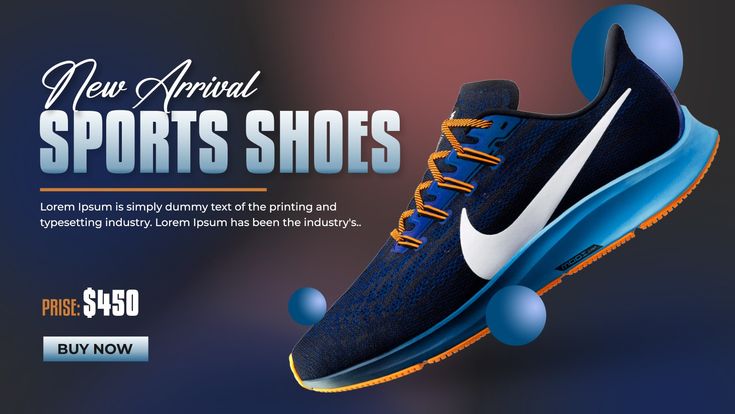 New Arrival
SPORTS SHOES
Lorem Ipsum is simply dummy text of the printing and
typesetting industry. Lorem Ipsum has been the industry's..
PRISE: $450
BUY NOW